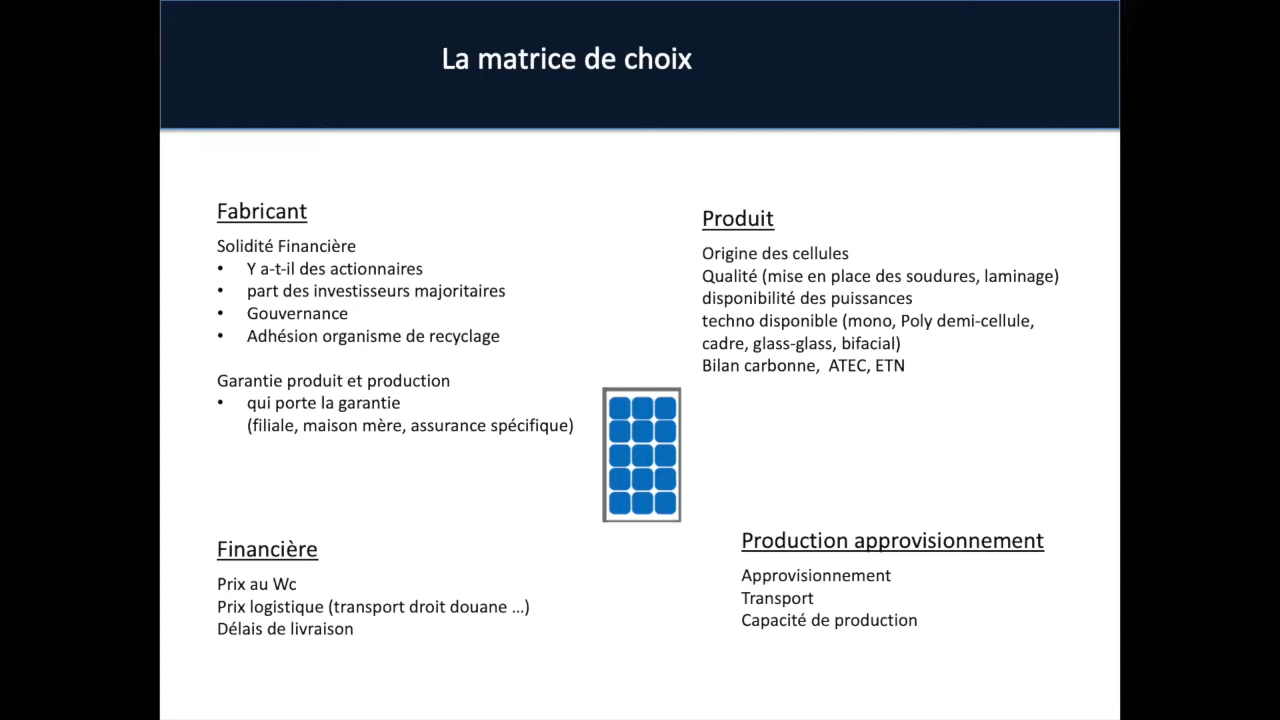 La matrice de choix
Fabricant
Solidité Financière
• Y a-t-il des actionnaires
• part des investisseurs majoritaires
• Gouvernance
• Adhésion organisme de recyclage
Garantie produit et production
• qui porte la garantie
(filiale, maison mère, assurance spécifique)
Produit
Origine des cellules
Qualité (mise en place des soudures, laminage)
disponibilité des puissances
techno disponible (mono, Poly demi-cellule,
cadre, glass-glass, bifacial)
Bilan carbonne, ATEC, ETN
Financière
Prix au Wc
Prix logistique (transport droit douane ...)
Délais de livraison
Production approvisionnement
Approvisionnement
Transport
Capacité de production